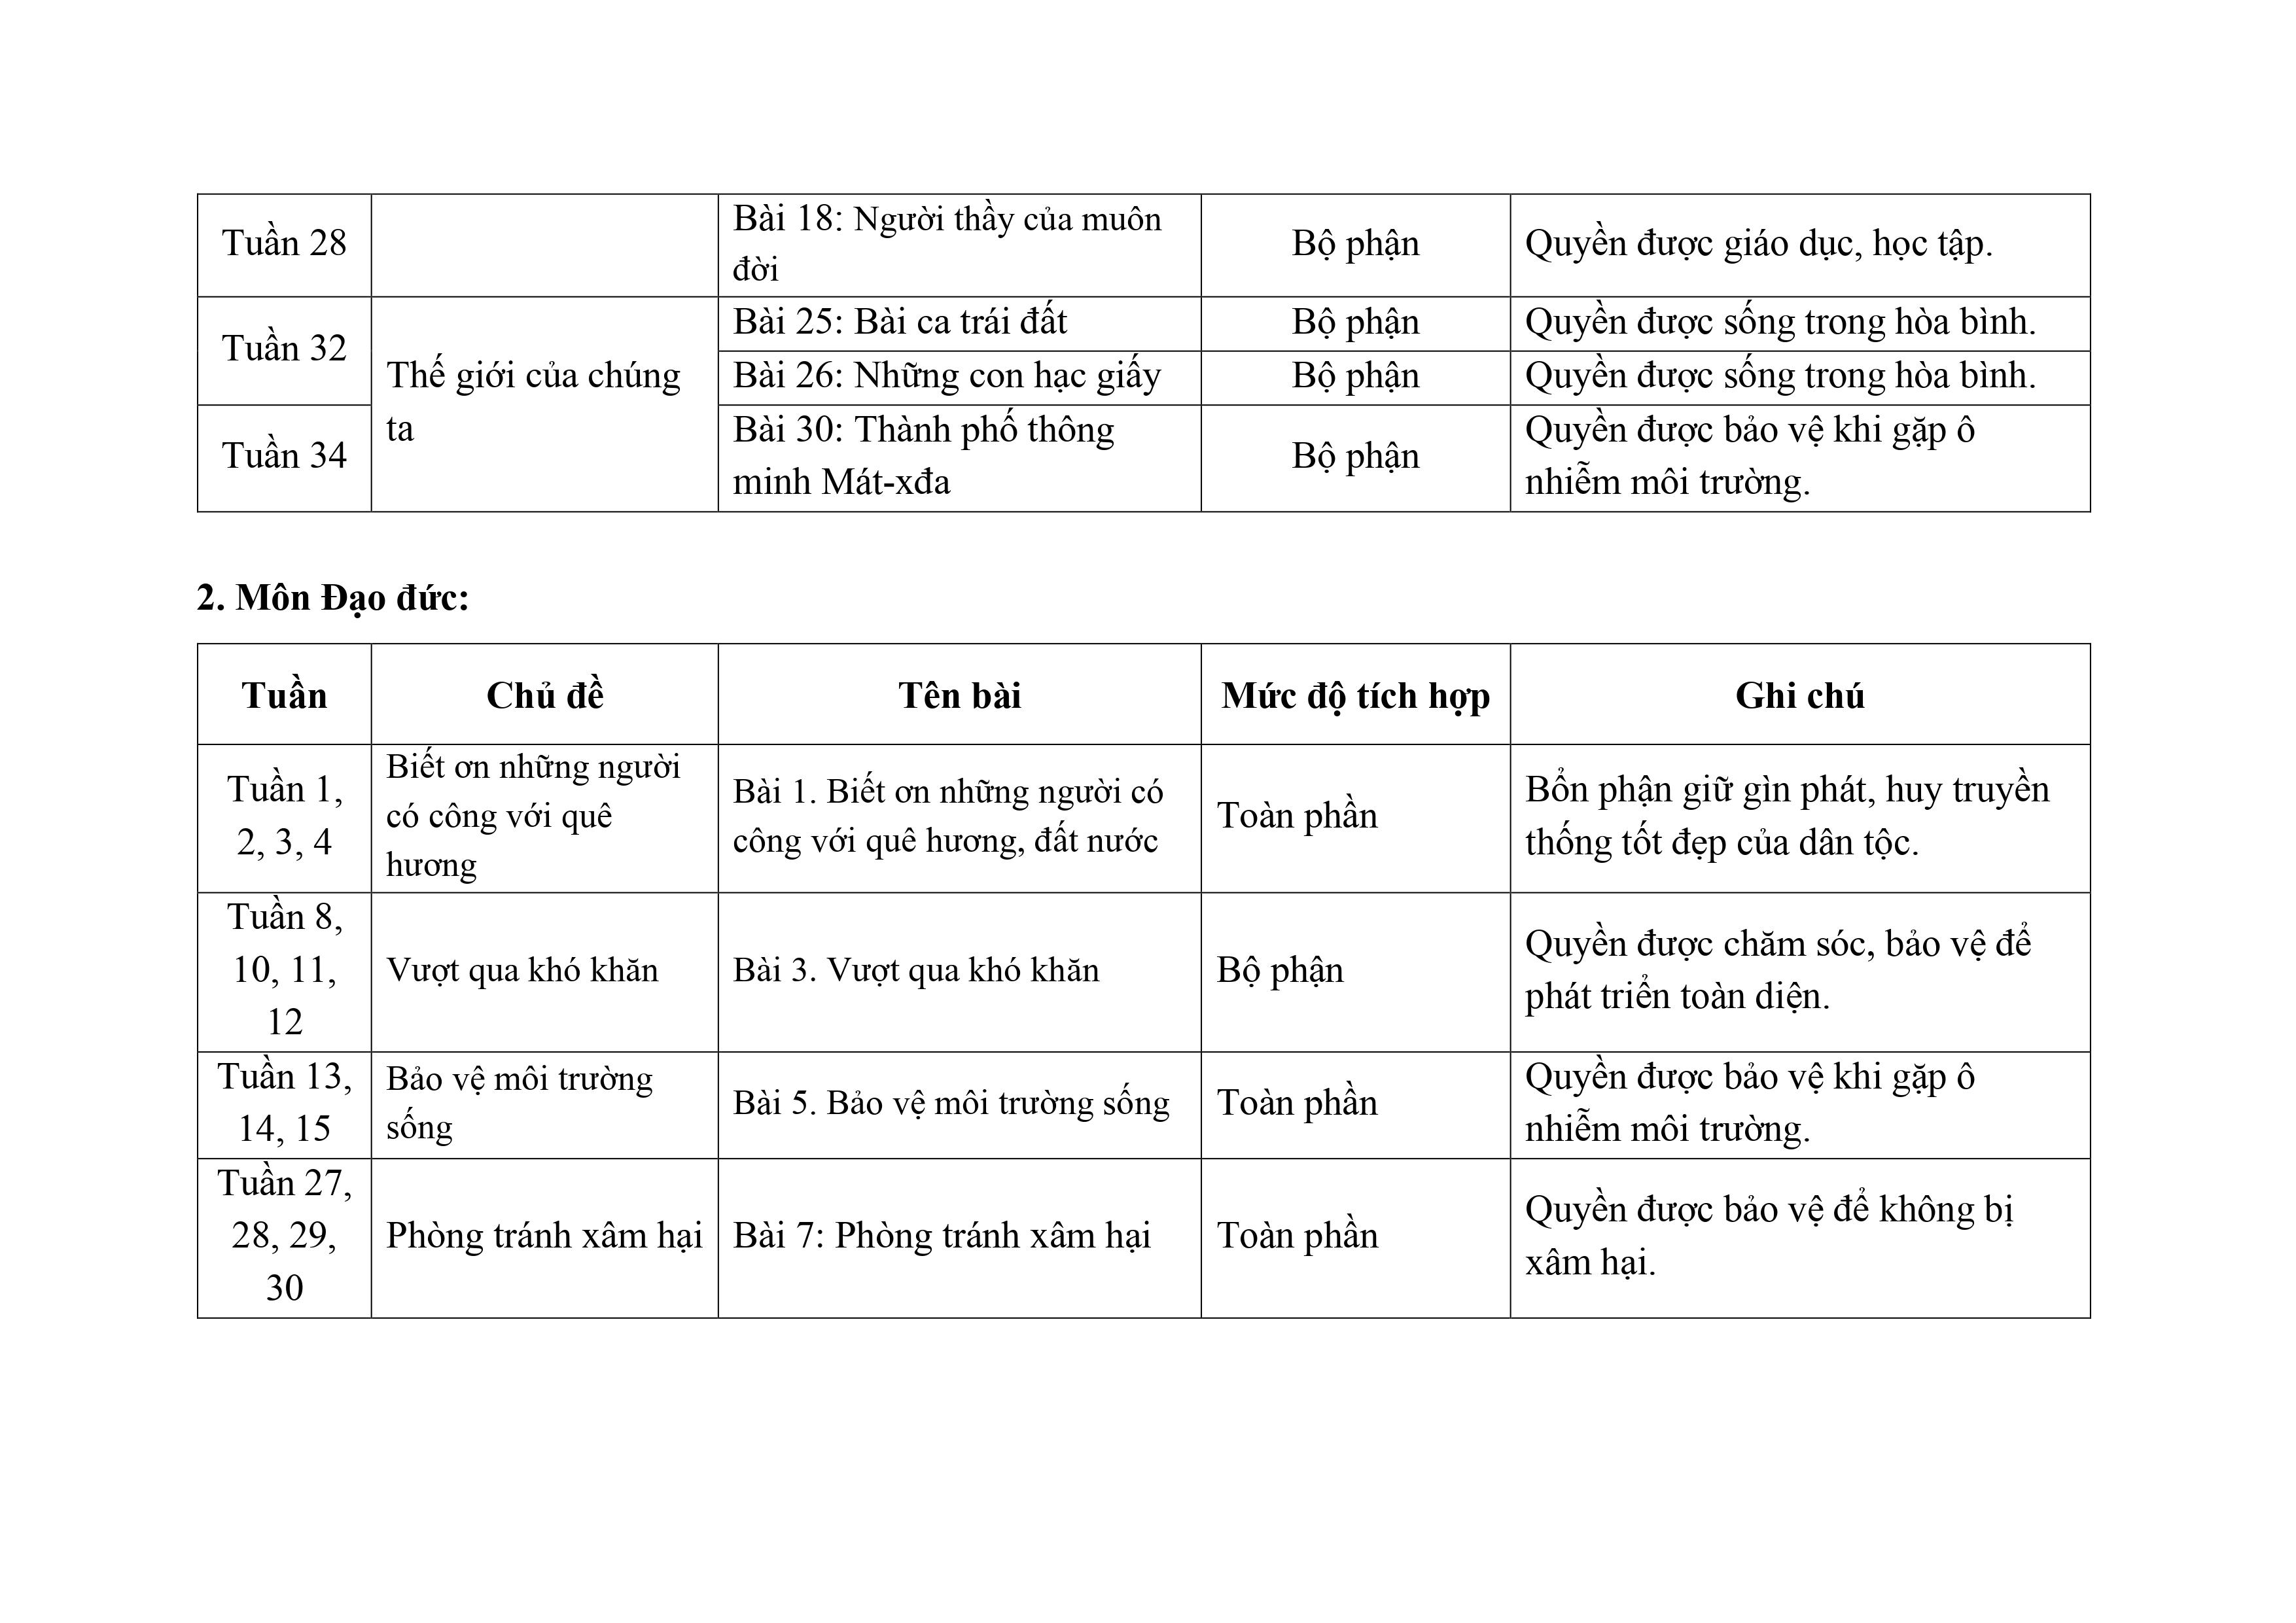 Tuần 28
Bài 18: Người thầy của muôn
đời
Bộ phận
Quyền được giáo dục, học tập.
Tuần 32
Thế giới của chúng
ta
Bài 25: Bài ca trái đất
Bộ phận
Quyền được sống trong hòa bình.
Bài 26: Những con hạc giấy
Bộ phận
Quyền được sống trong hòa bình.
Tuần 34
Bài 30: Thành phố thông
minh Mát-xđa
Bộ phận
Quyền được bảo vệ khi gặp ô
nhiễm môi trường.
2. Môn Đạo đức:
Tuần
Chủ đề
Tên bài
Mức độ tích hợp
Ghi chú
Tuần 1,
2, 3, 4
Biết ơn những người
có công với quê
hương
Bài 1. Biết ơn những người có
công với quê hương, đất nước
Toàn phần
Bổn phận giữ gìn phát, huy truyền
thống tốt đẹp của dân tộc.
Tuần 8,
10, 11,
12
Vượt qua khó khăn
Bài 3. Vượt qua khó khăn
Bộ phận
Quyền được chăm sóc, bảo vệ để
phát triển toàn diện.
Tuần 13,
14, 15
Bảo vệ môi trường
sống
Bài 5. Bảo vệ môi trường sống
Toàn phần
Quyền được bảo vệ khi gặp ô
nhiễm môi trường.
Tuần 27,
28, 29,
30
Phòng tránh xâm hại
Bài 7: Phòng tránh xâm hại
Toàn phần
Quyền được bảo vệ để không bị
xâm hại.